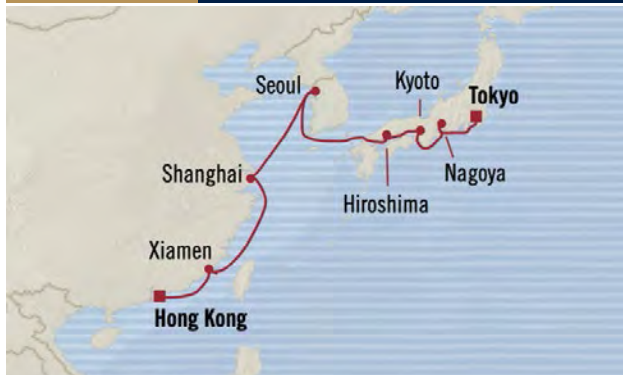 Seoul
Kyoto
Tokyo
Shanghai
Nagoya
Hiroshima
Xiamen
Hong Kong